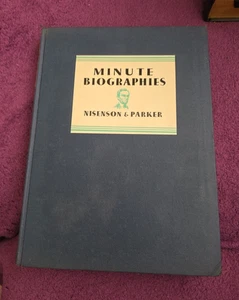 MINUTE
BIOGRAPHIES
NISENSON & PARKER